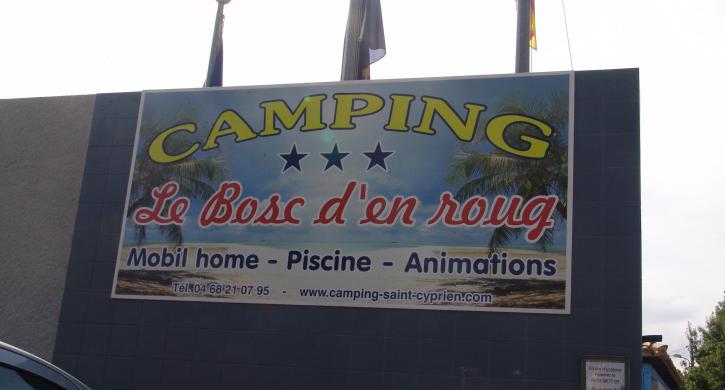 CAMPING
Le Bosc d'en roug
Mobil home - Piscine - Animations
Tél. 04 68 21 07 95 - www.camping-saint-cyprien.com